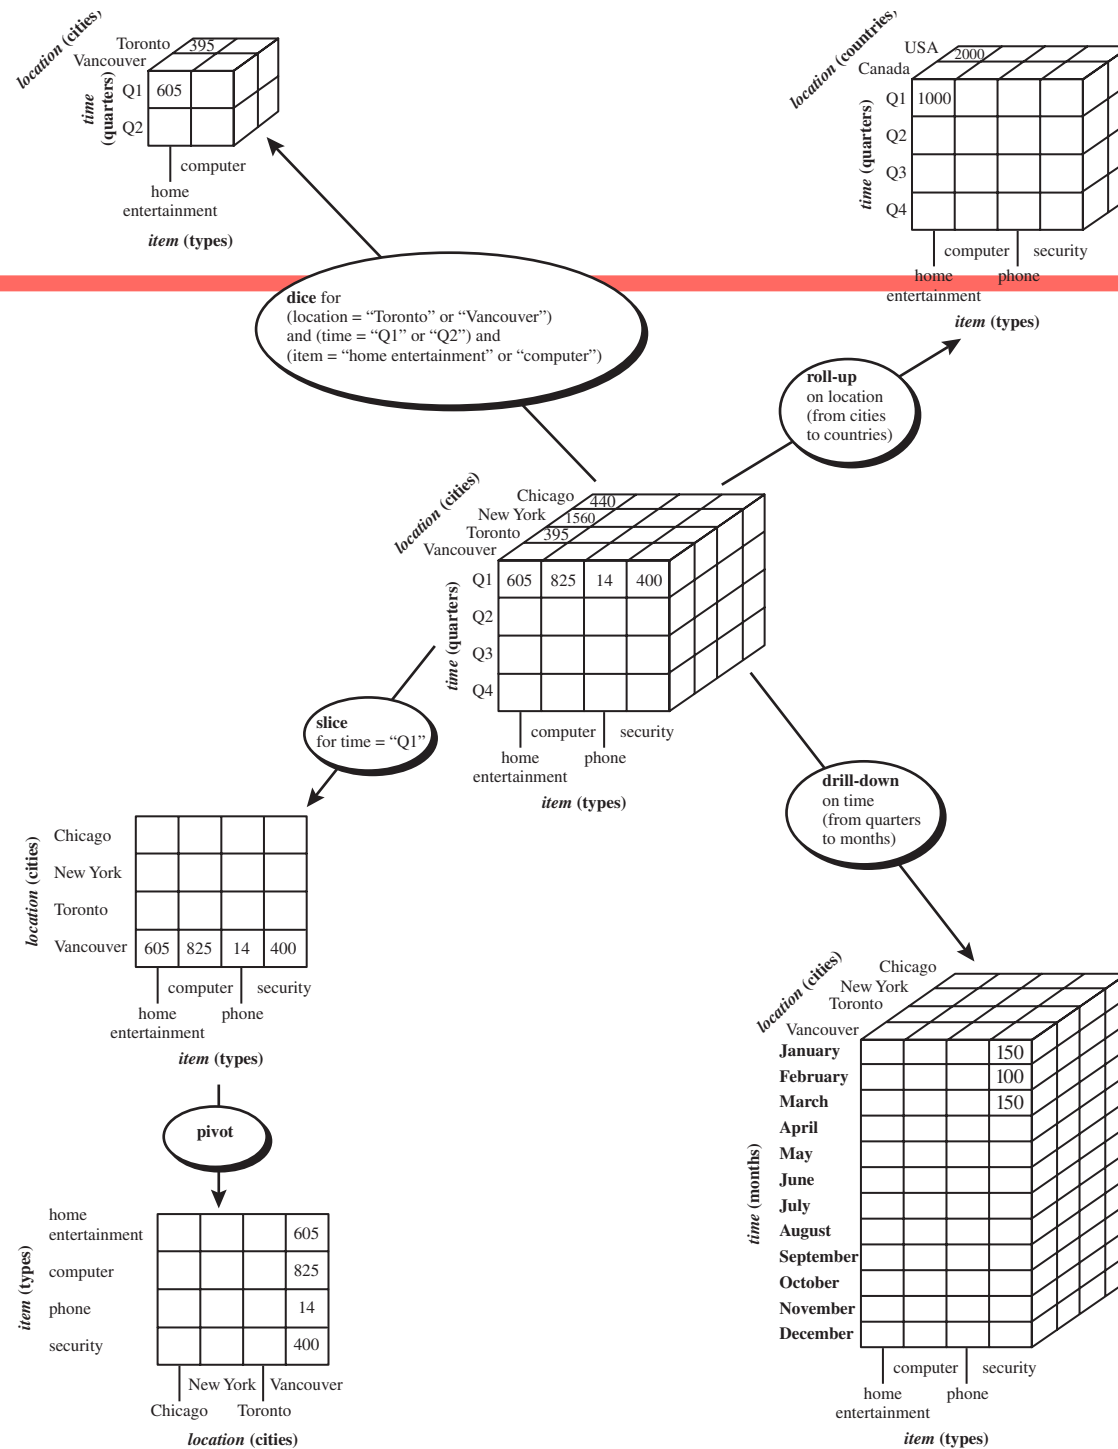 location (cities)
Toronto
395
Vancouver
time
(quarters)
Q1
605
Q2
computer
home
entertainment
item (types)
location (countries)
USA
2000
Canada
time (quarters)
Q1
1000
Q2
Q3
Q4
computer
security
home
phone
entertainment
item (types)
dice for
(location = “Toronto” or “Vancouver”)
and (time = “Q1” or “Q2”) and
(item = “home entertainment” or “computer”)
roll-up
on location
(from cities
to countries)
location (cities)
Chicago
440
New York
1560
Toronto
395
Vancouver
time (quarters)
Q1
605 825 14 400
Q2
Q3
Q4
computer
security
home
phone
entertainment
item (types)
slice
for time = “Q1”
drill-down
on time
(from quarters
to months)
location (cities)
Chicago
New York
Toronto
Vancouver
605 825 14 400
computer
security
home
phone
entertainment
item (types)
pivot
item (types)
home
entertainment
605
computer
825
phone
14
security
400
New York
Vancouver
Chicago
Toronto
location (cities)
location (cities)
Chicago
New York
Toronto
Vancouver
time (months)
January
150
February
100
March
150
April
May
June
July
August
September
October
November
December
computer
security
home
phone
entertainment
item (types)